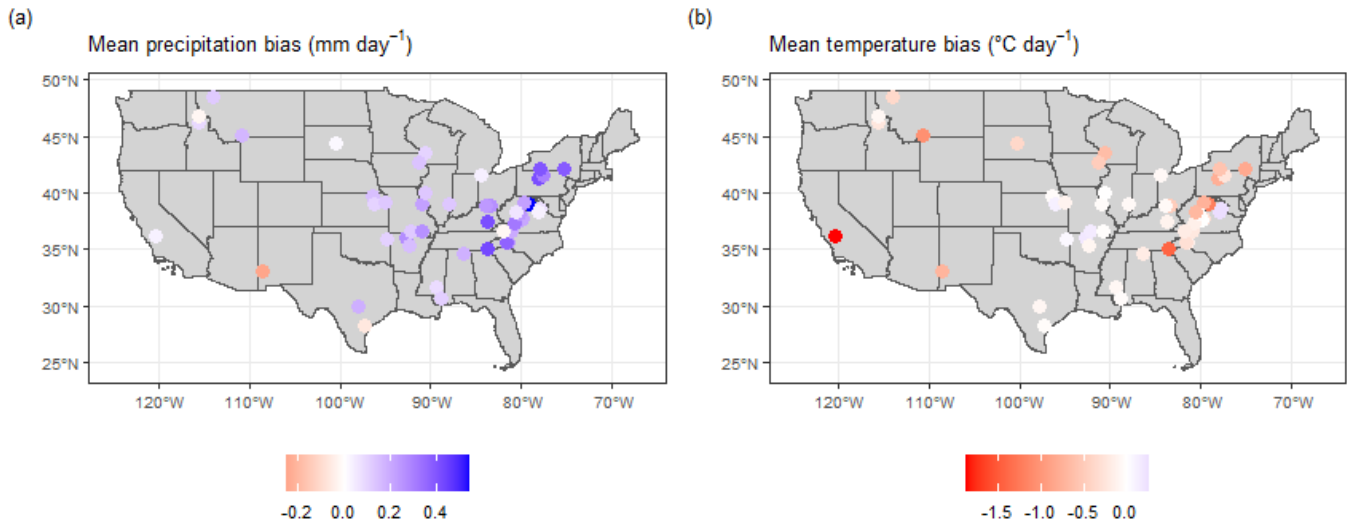 (a)
Mean precipitation bias (mm day⁻¹)
50°N
45°N
40°N
35°N
30°N
25°N
120°W 110°W 100°W 90°W 80°W 70°W
-0.2 0.0 0.2 0.4
(b)
Mean temperature bias (°C day⁻¹)
50°N
45°N
40°N
35°N
30°N
25°N
120°W 110°W 100°W 90°W 80°W 70°W
-1.5 -1.0 -0.5 0.0